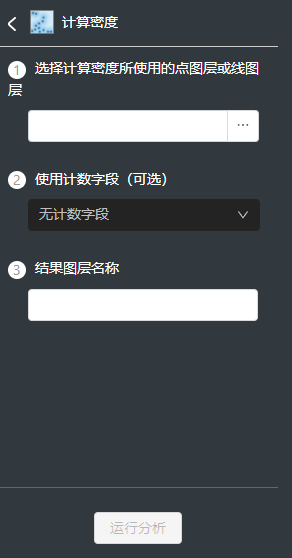 计算密度
1 选择计算密度所使用的点图层或线图
层
...
2 使用计数字段（可选）
无计数字段
3 结果图层名称
运行分析